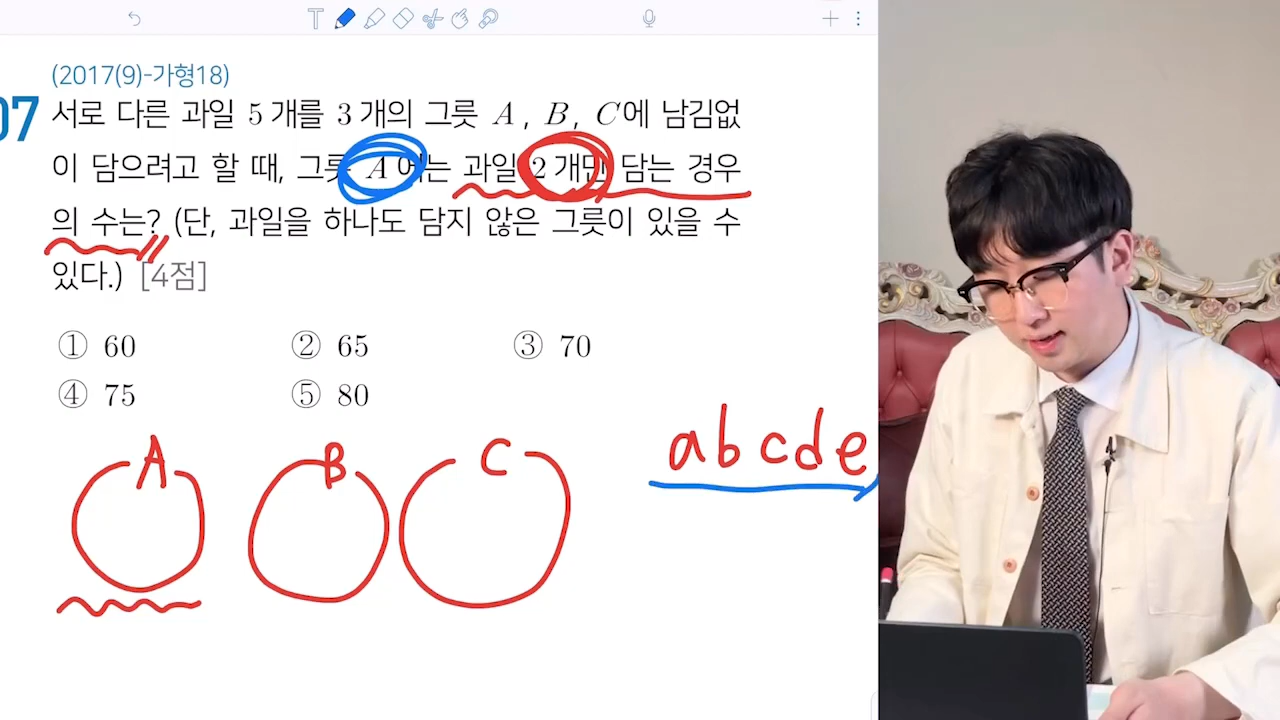 (2017(9)-가형18)
07 서로 다른 과일 5개를 3개의 그릇 A, B, C에 남김없
이 담으려고 할 때, 그릇 A에는 과일 2개만 담는 경우
의 수는? (단, 과일을 하나도 담지 않은 그릇이 있을 수
있다.) [4점]
① 60 ② 65 ③ 70
④ 75 ⑤ 80
A B C
abcde